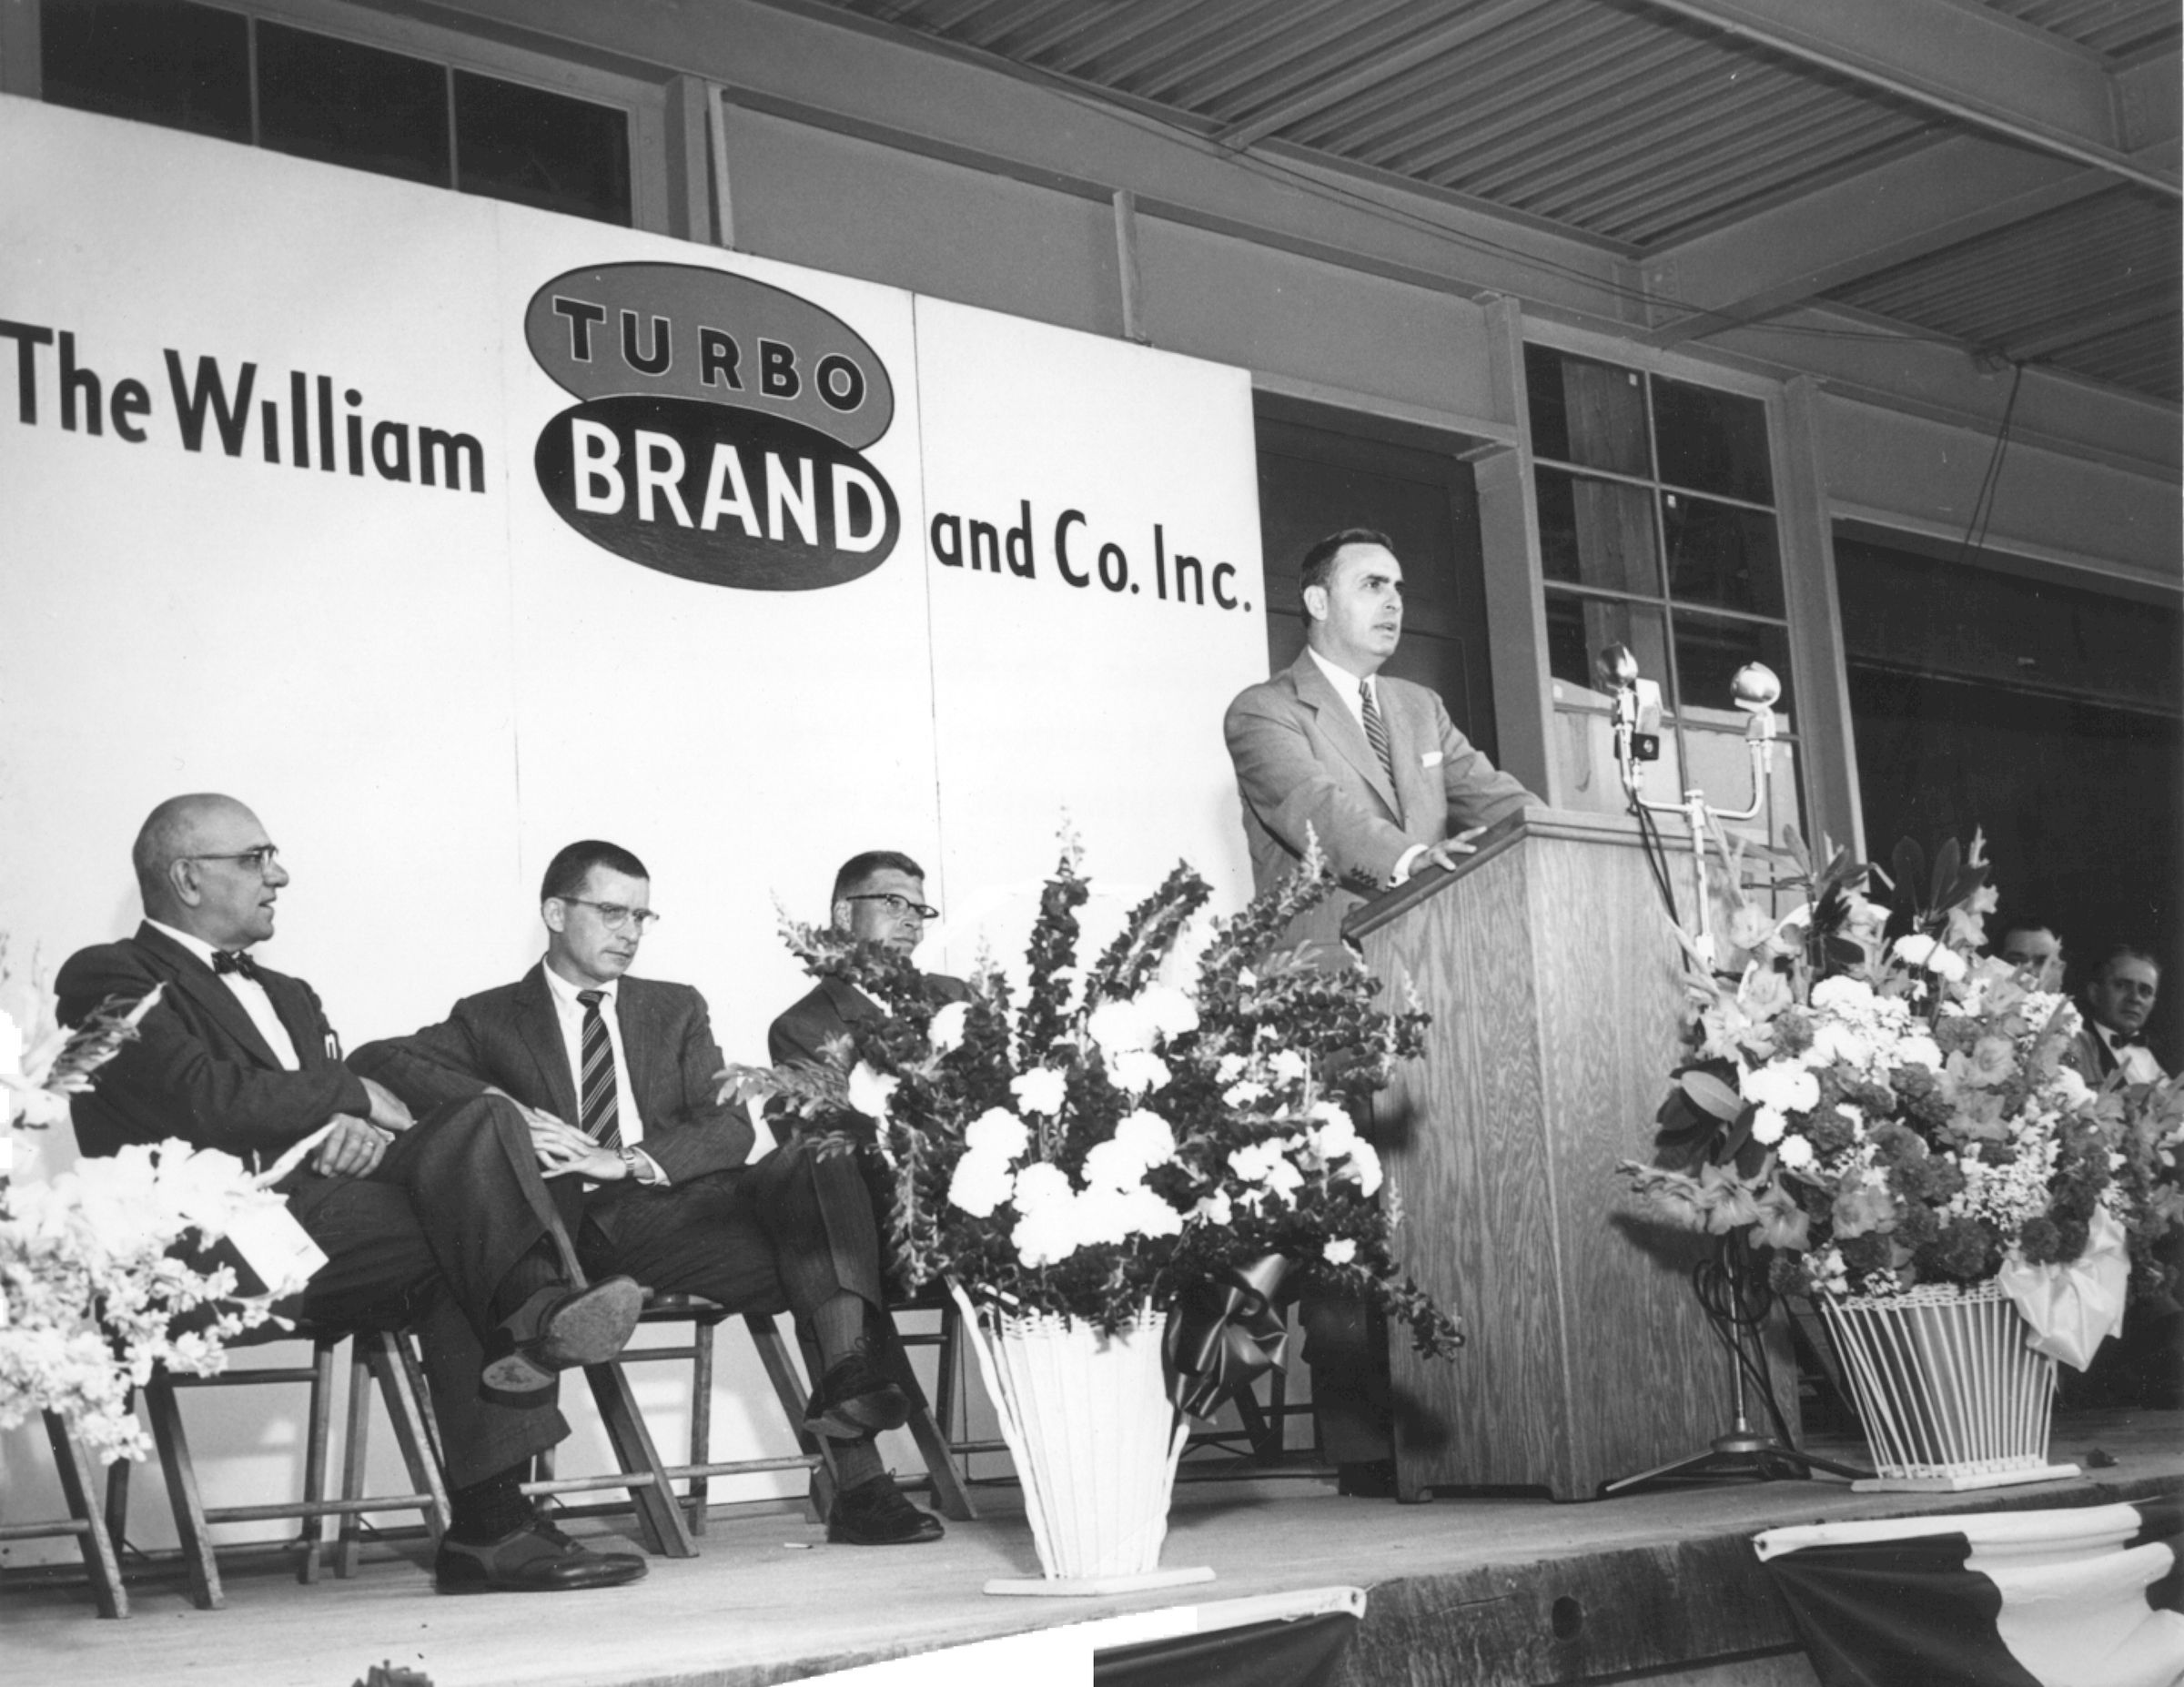 The William TURBO BRAND and Co. Inc.